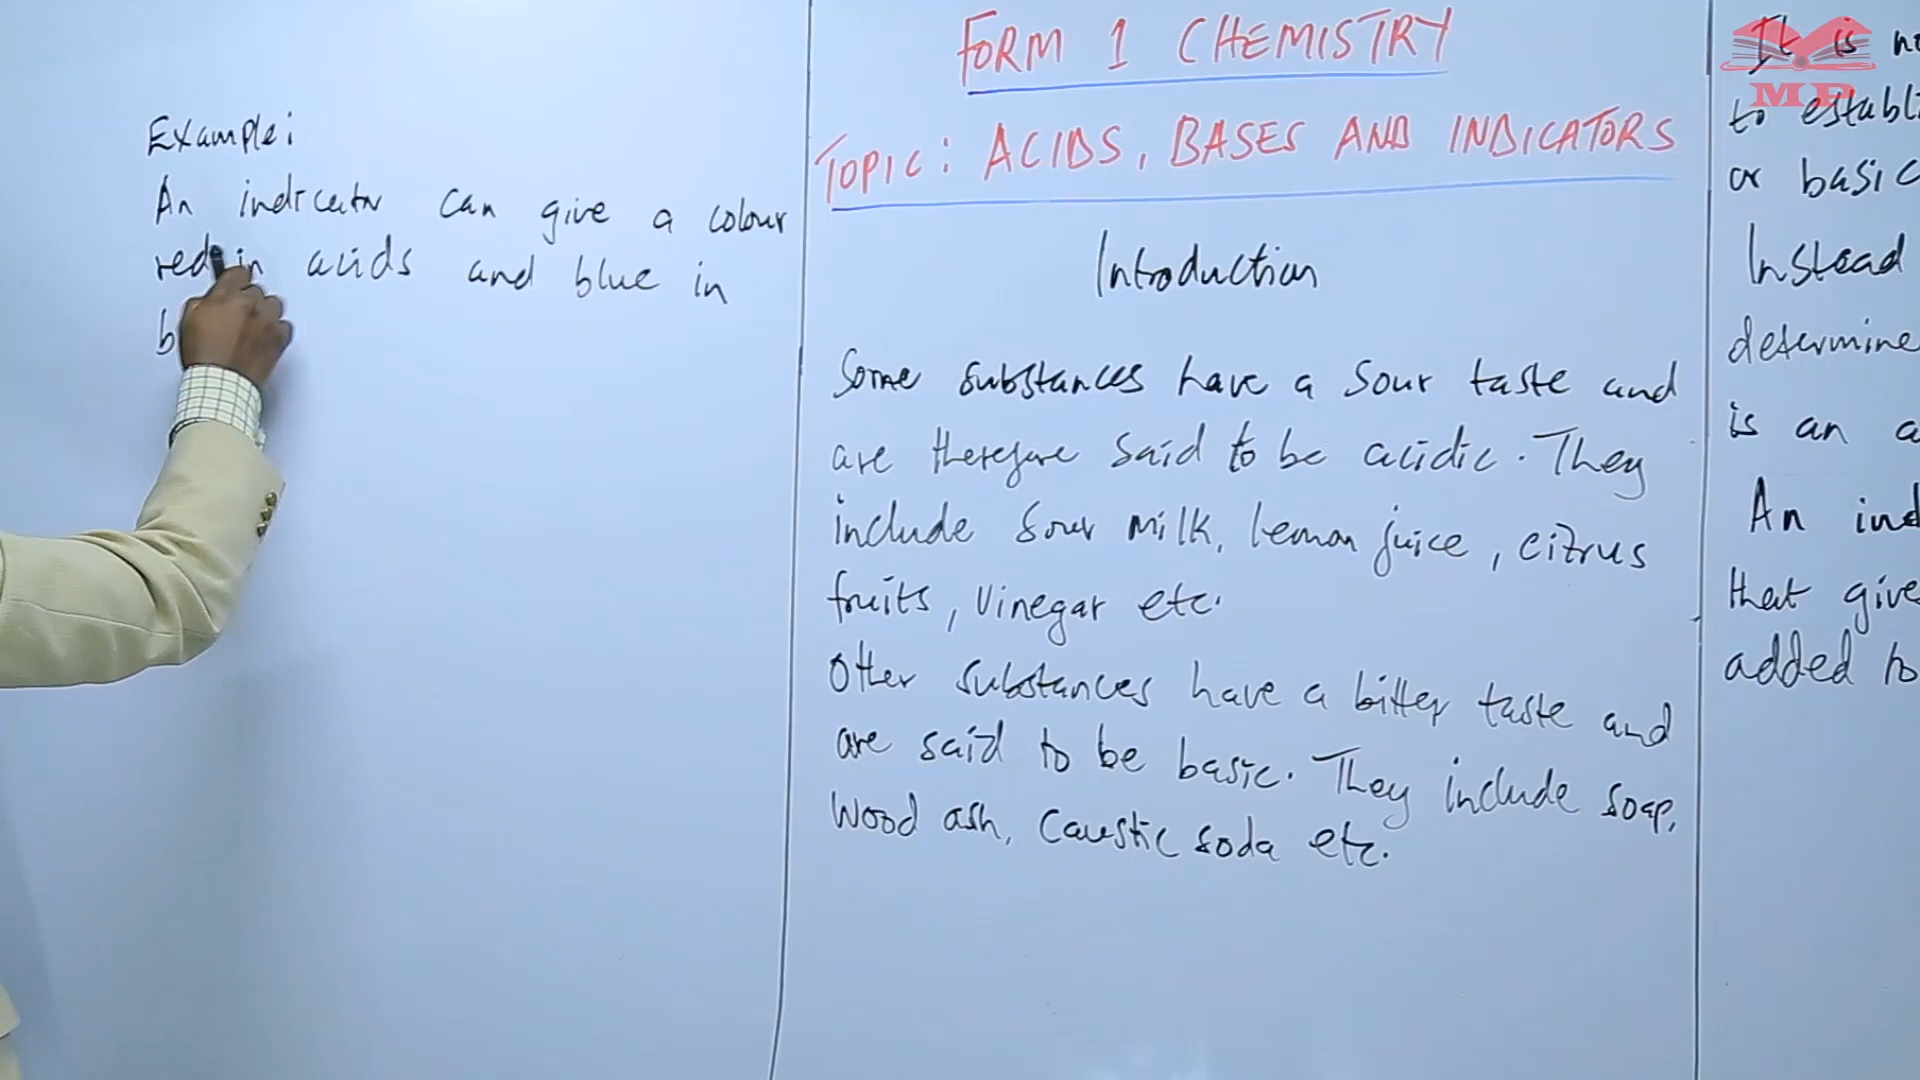 Example:
An indicator can give a colour
red in acids and blue in
b
FORM 1 CHEMISTRY
TOPIC: ACIDS, BASES AND INDICATORS
Introduction
Some substances have a sour taste and
are therefore said to be acidic. They
include sour milk, lemon juice, citrus
fruits, vinegar etc.
Other substances have a bitter taste and
are said to be basic. They include soap,
wood ash, caustic soda etc.
It is
to establi
or basic
Instead
determine
is an a
An ind
that give
added to
MP